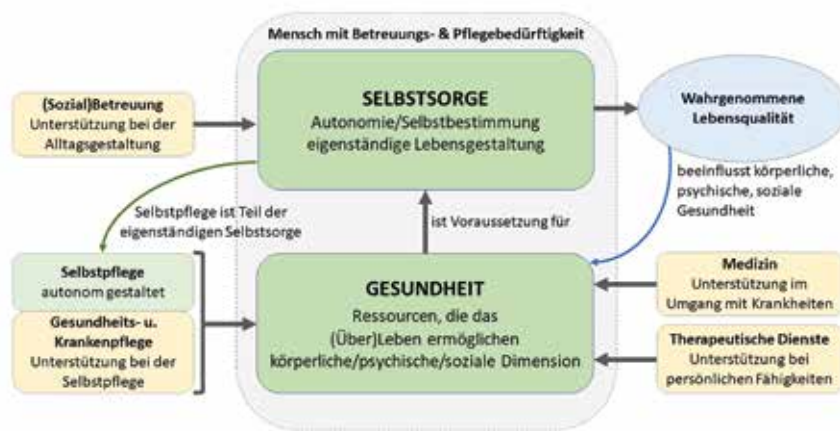 Mensch mit Betreuungs- & Pflegebedürftigkeit
(Sozial)Betreuung
Unterstützung bei der
Alltagsgestaltung
SELBSTSORGE
Autonomie/Selbstbestimmung
eigenständige Lebensgestaltung
Wahrgenommene
Lebensqualität
beeinflusst körperliche,
psychische, soziale
Gesundheit
Selbstpflege ist Teil der
eigenständigen Selbstsorge
ist Voraussetzung für
Selbstpflege
autonom gestaltet
Gesundheits- u.
Krankenpflege
Unterstützung bei der
Selbstpflege
GESUNDHEIT
Ressourcen, die das
(Über)Leben ermöglichen
körperliche/psychische/soziale Dimension
Medizin
Unterstützung im
Umgang mit Krankheiten
Therapeutische Dienste
Unterstützung bei
persönlichen Fähigkeiten